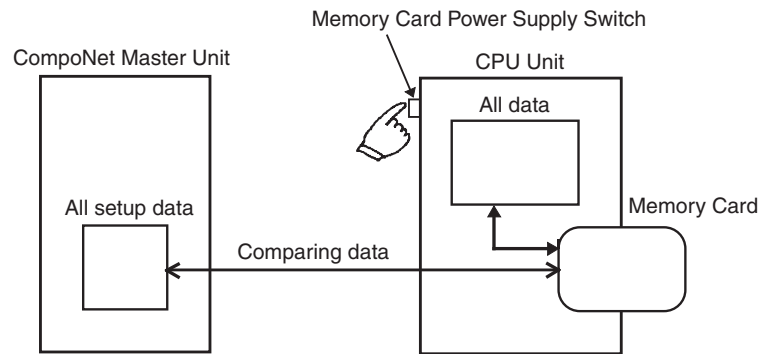 Memory Card Power Supply Switch
CompoNet Master Unit
CPU Unit
All data
All setup data
Memory Card
Comparing data